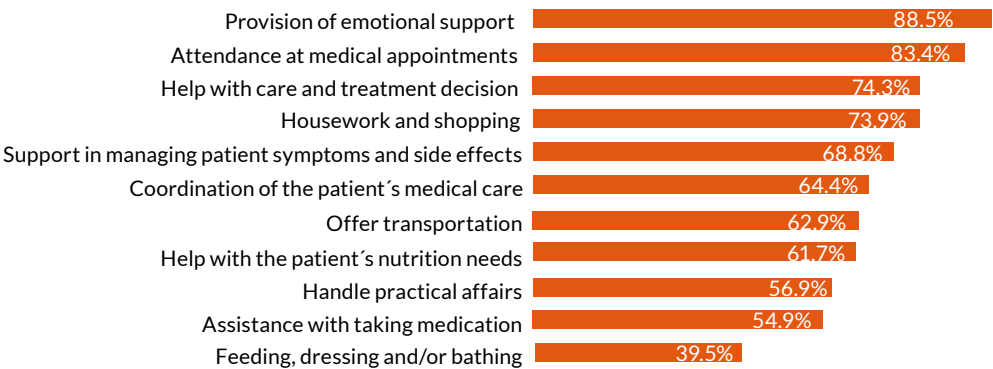 Provision of emotional support 88.5%
Attendance at medical appointments 83.4%
Help with care and treatment decision 74.3%
Housework and shopping 73.9%
Support in managing patient symptoms and side effects 68.8%
Coordination of the patient´s medical care 64.4%
Offer transportation 62.9%
Help with the patient´s nutrition needs 61.7%
Handle practical affairs 56.9%
Assistance with taking medication 54.9%
Feeding, dressing and/or bathing 39.5%